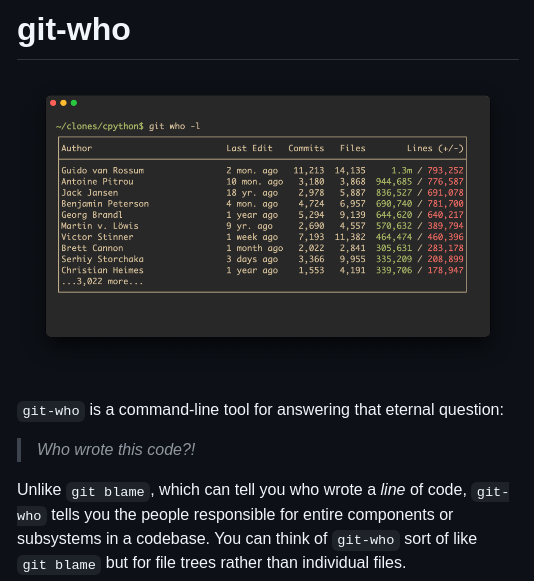 git-who
~/clones/cpython$ git who -l
Author Last Edit Commits Files Lines (+/-)
Guido van Rossum 2 mon. ago 11,213 14,135 1.3m / 793,252
Antoine Pitrou 10 mon. ago 3,180 3,868 944,685 / 776,587
Jack Jansen 18 yr. ago 2,978 5,887 836,527 / 691,078
Benjamin Peterson 4 mon. ago 4,724 6,957 690,740 / 781,700
Georg Brandl 1 year ago 5,294 9,139 644,620 / 640,217
Martin v. Löwis 9 yr. ago 2,690 4,557 570,632 / 389,794
Victor Stinner 1 week ago 7,193 11,382 464,474 / 460,396
Brett Cannon 1 month ago 2,022 2,841 305,631 / 283,178
Serhiy Storchaka 3 days ago 3,366 9,955 335,209 / 208,899
Christian Heimes 1 year ago 1,553 4,191 339,706 / 178,947
...3,022 more...
git-who is a command-line tool for answering that eternal question:
Who wrote this code?!
Unlike git blame, which can tell you who wrote a line of code, git-
who tells you the people responsible for entire components or
subsystems in a codebase. You can think of git-who sort of like
git blame but for file trees rather than individual files.